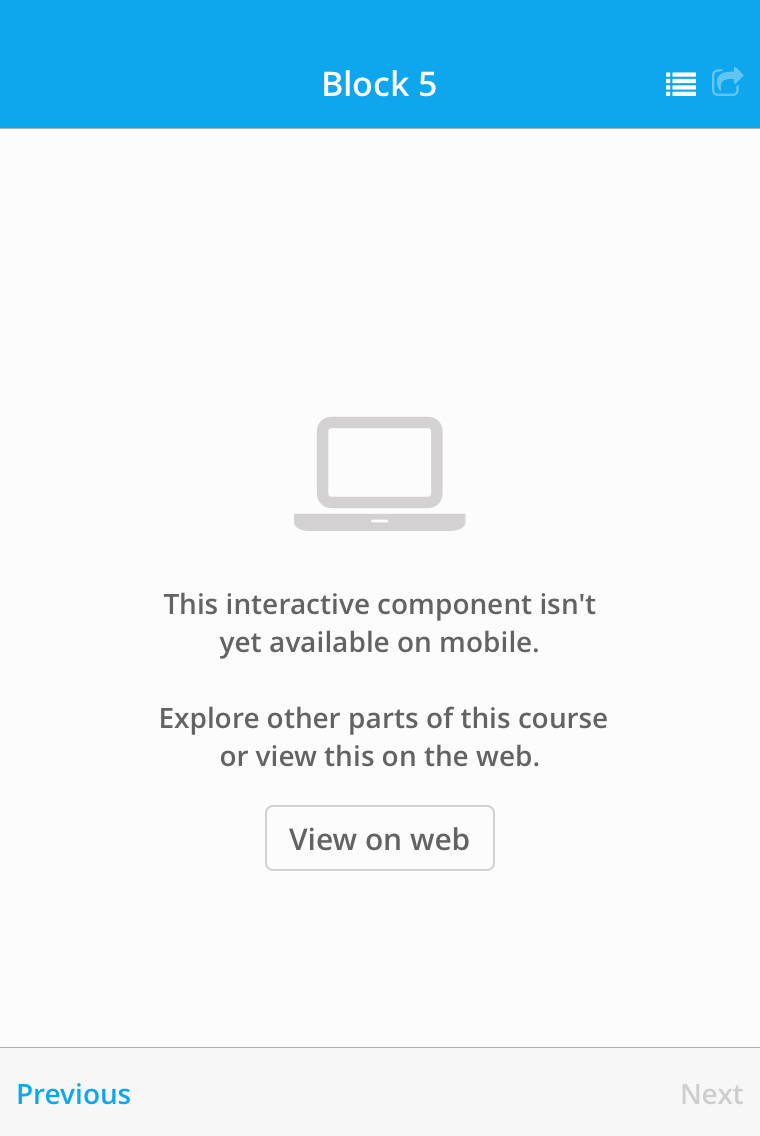 Block 5
This interactive component isn't
yet available on mobile.
Explore other parts of this course
or view this on the web.
View on web
Previous
Next